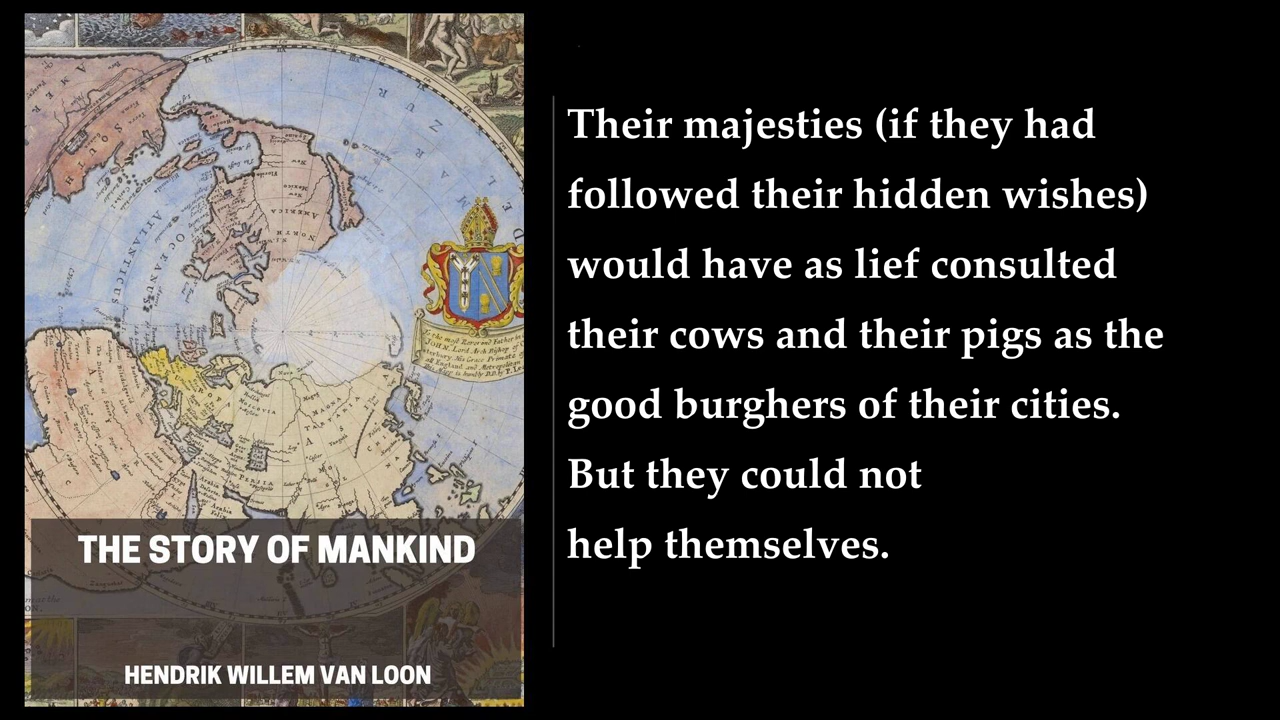 THE STORY OF MANKIND
HENDRIK WILLEM VAN LOON
Their majesties (if they had
followed their hidden wishes)
would have as lief consulted
their cows and their pigs as the
good burghers of their cities.
But they could not
help themselves.